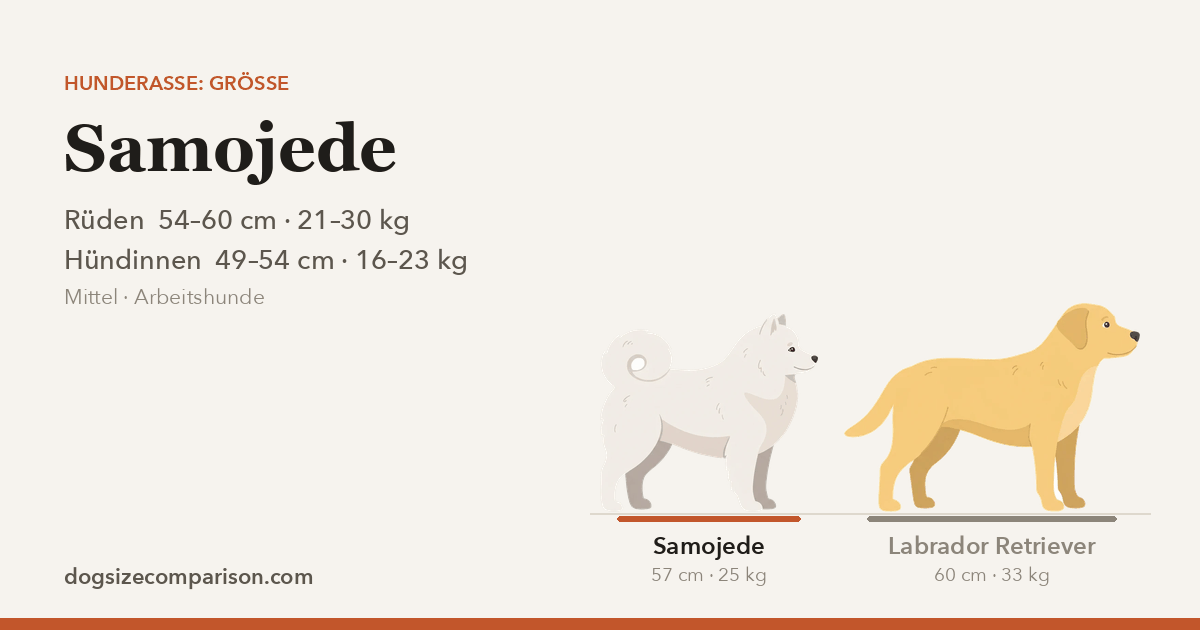 HUNDERASSE: GRÖSSE
Samojede
Rüden 54–60 cm · 21–30 kg
Hündinnen 49–54 cm · 16–23 kg
Mittel · Arbeitshunde
Samojede
57 cm · 25 kg
Labrador Retriever
60 cm · 33 kg
dogsizecomparison.com